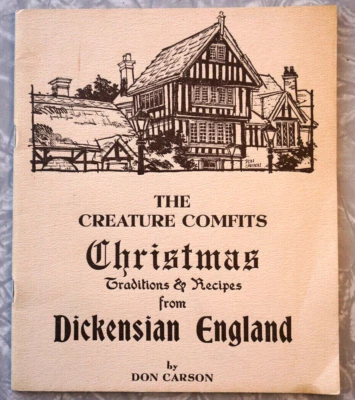 THE
CREATURE COMFITS
Christmas
Traditions & Recipes
from
Dickensian England
by
DON CARSON